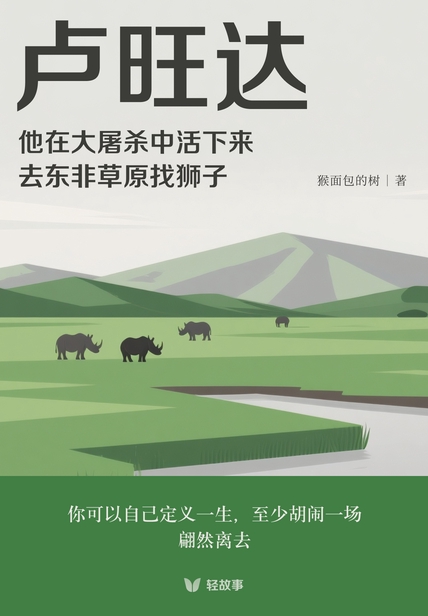 卢旺达
他在大屠杀中活下来
去东非草原找狮子
猴面包的树｜著
你可以自己定义一生，至少胡闹一场
翩然离去
轻故事